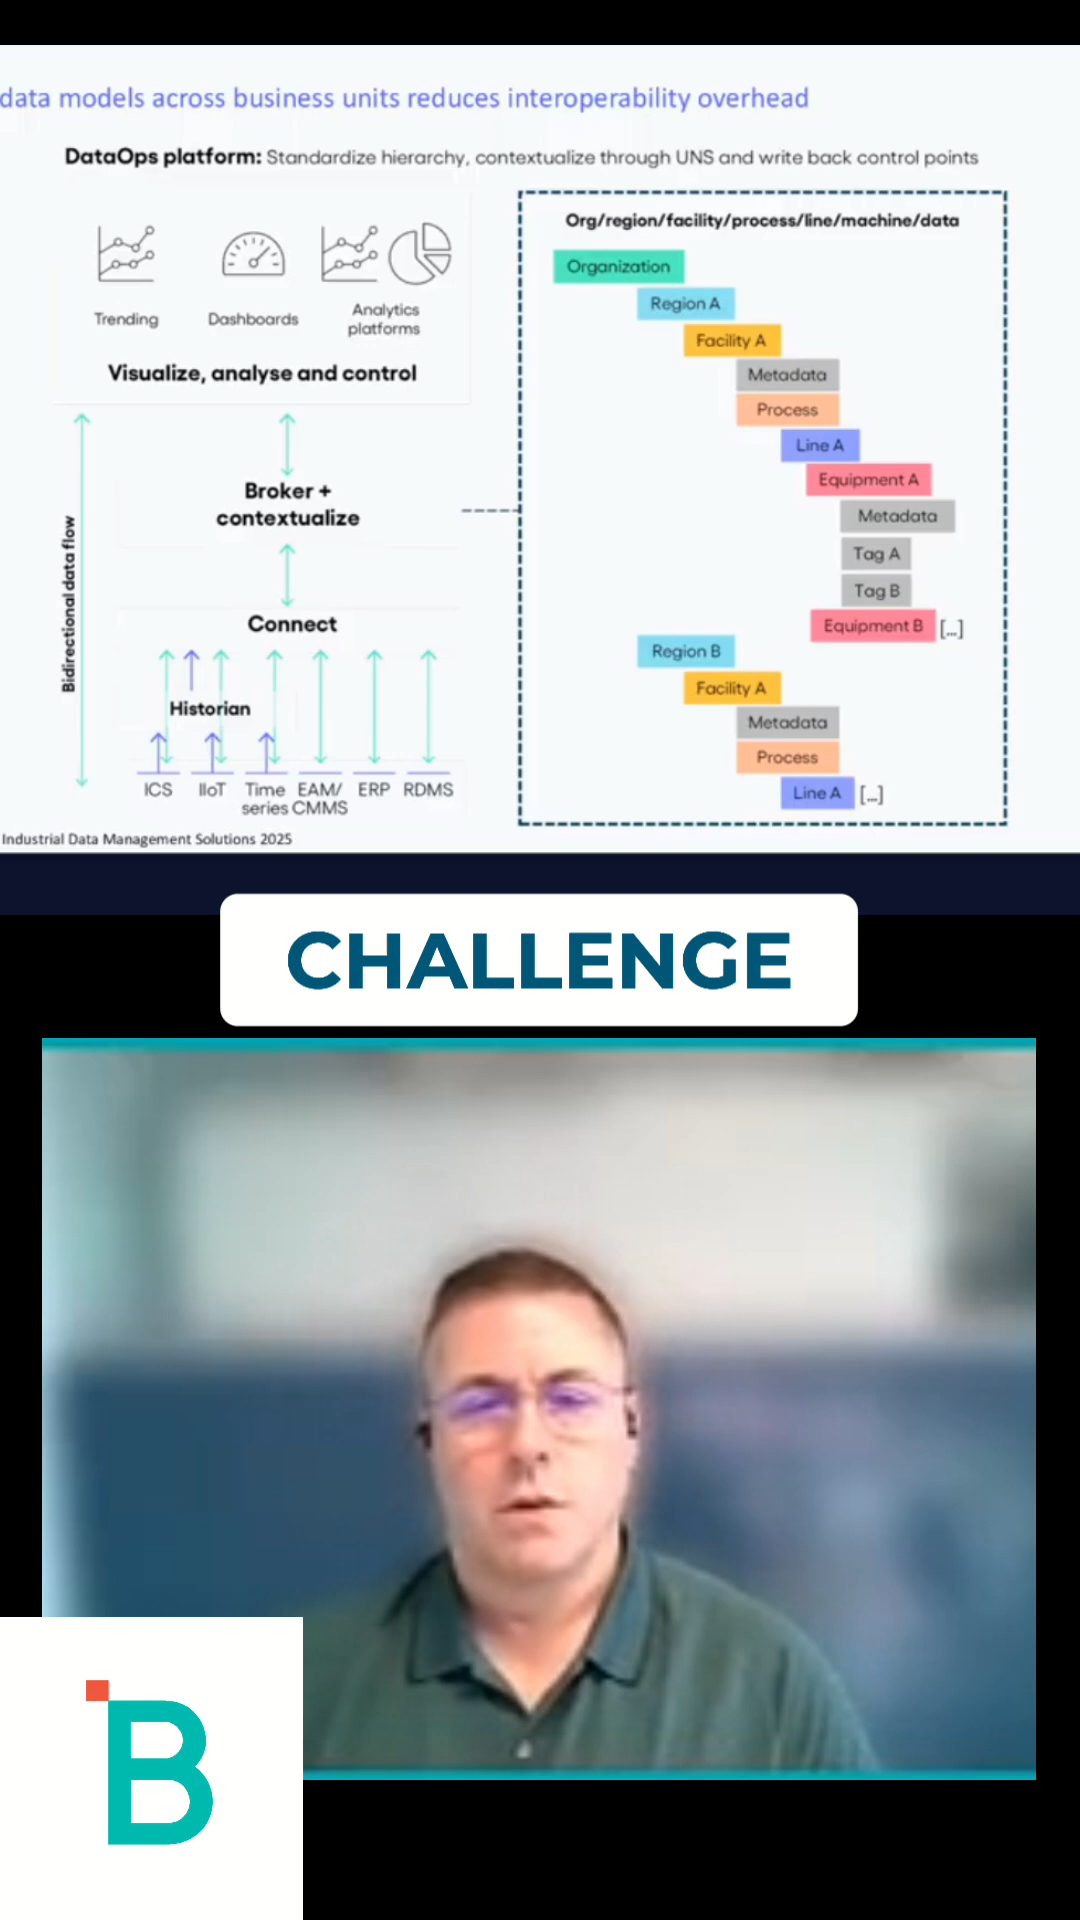 data models across business units reduces interoperability overhead
DataOps platform: Standardize hierarchy, contextualize through UNS and write back control points
Trending
Dashboards
Analytics
platforms
Visualize, analyse and control
Bidirectional data flow
Broker +
contextualize
Connect
Historian
ICS
IIoT
Time
series
EAM/
CMMS
ERP
RDMS
Org/region/facility/process/line/machine/data
Organization
Region A
Facility A
Metadata
Process
Line A
Equipment A
Metadata
Tag A
Tag B
Equipment B [...]
Region B
Facility A
Metadata
Process
Line A [...]
Industrial Data Management Solutions 2025
CHALLENGE
B